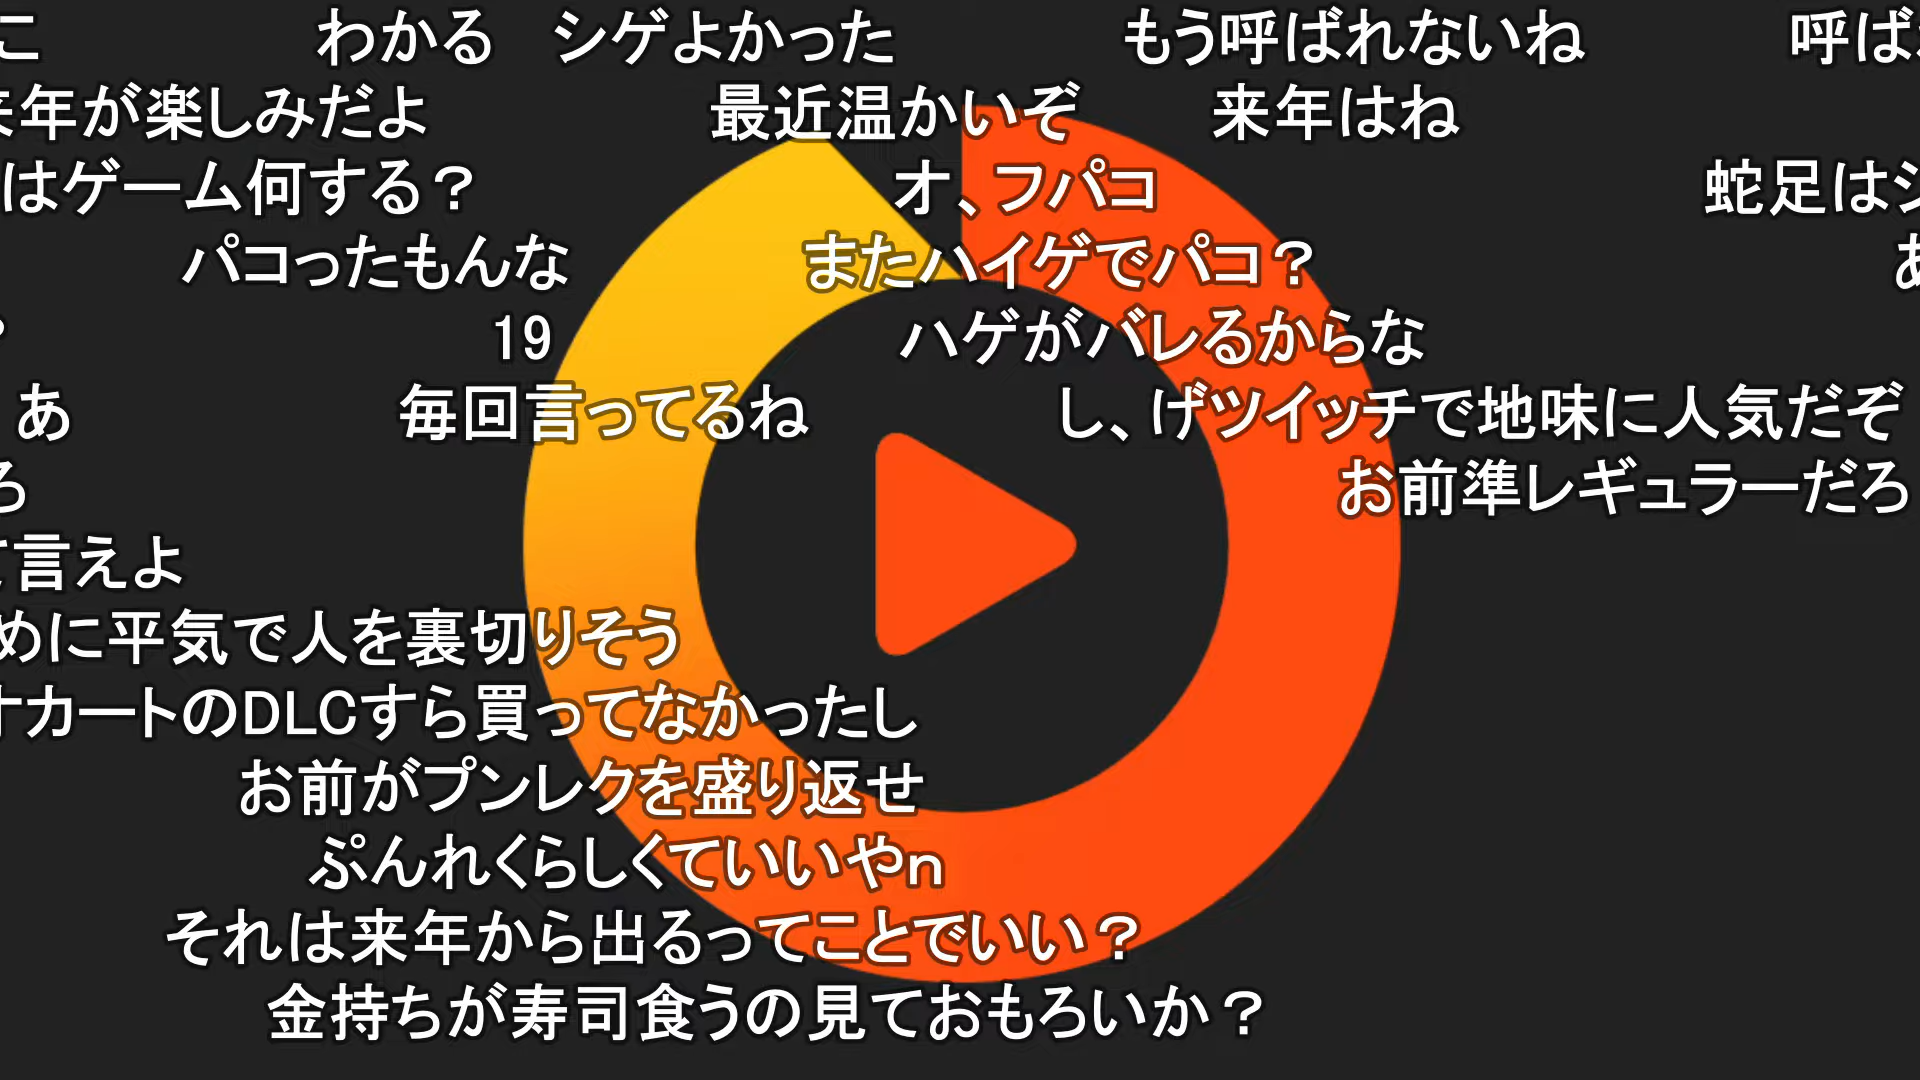 こ わかる シゲよかった もう呼ばれないね 呼ば
来年が楽しみだよ 最近温かいぞ 来年はね
はゲーム何する？ オ、フパコ 蛇足はシ
パコったもんな またハイゲでパコ？ あ
19 ハゲがバレるからな
あ 毎回言ってるね し、げツイッチで地味に人気だぞ
ろ お前準レギュラーだろ
て言えよ
めに平気で人を裏切りそう
オカートのDLCすら買ってなかったし
お前がプンレクを盛り返せ
ぷんれくらしくていいやn
それは来年から出るってことでいい？
金持ちが寿司食うの見ておもろいか？